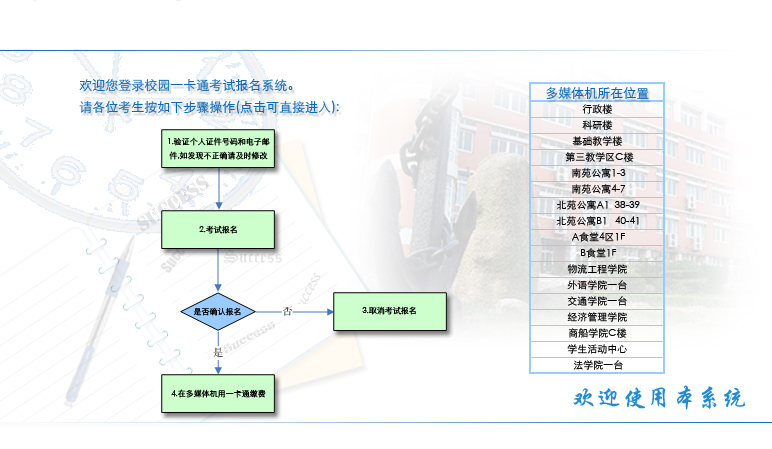 欢迎您登录校园一卡通考试报名系统。
请各位考生按如下步骤操作(点击可直接进入):
1.验证个人证件号码和电子邮
件,如发现不正确请及时修改
2.考试报名
Success
Success
Success
Success
是否确认报名
否
3.取消考试报名
是
4.在多媒体机用一卡通缴费
多媒体机所在位置
行政楼
科研楼
基础教学楼
第三教学区C楼
南苑公寓1-3
南苑公寓4-7
北苑公寓A1 38-39
北苑公寓B1 40-41
A食堂4区1F
B食堂1F
物流工程学院
外语学院一台
交通学院一台
经济管理学院
商船学院C楼
学生活动中心
法学院一台
欢迎使用本系统